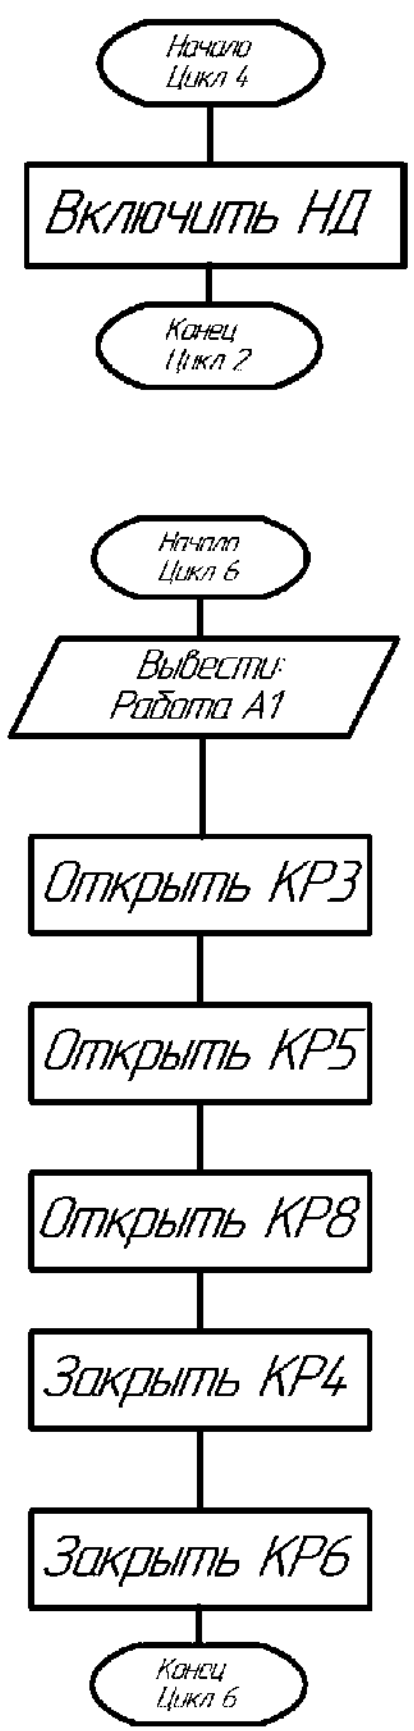 Начало
Цикл 4
Включить НД
Конец
Цикл 2
Начало
Цикл 6
Вывести:
Работа А1
Открыть КР3
Открыть КР5
Открыть КР8
Закрыть КР4
Закрыть КР6
Конец
Цикл 6